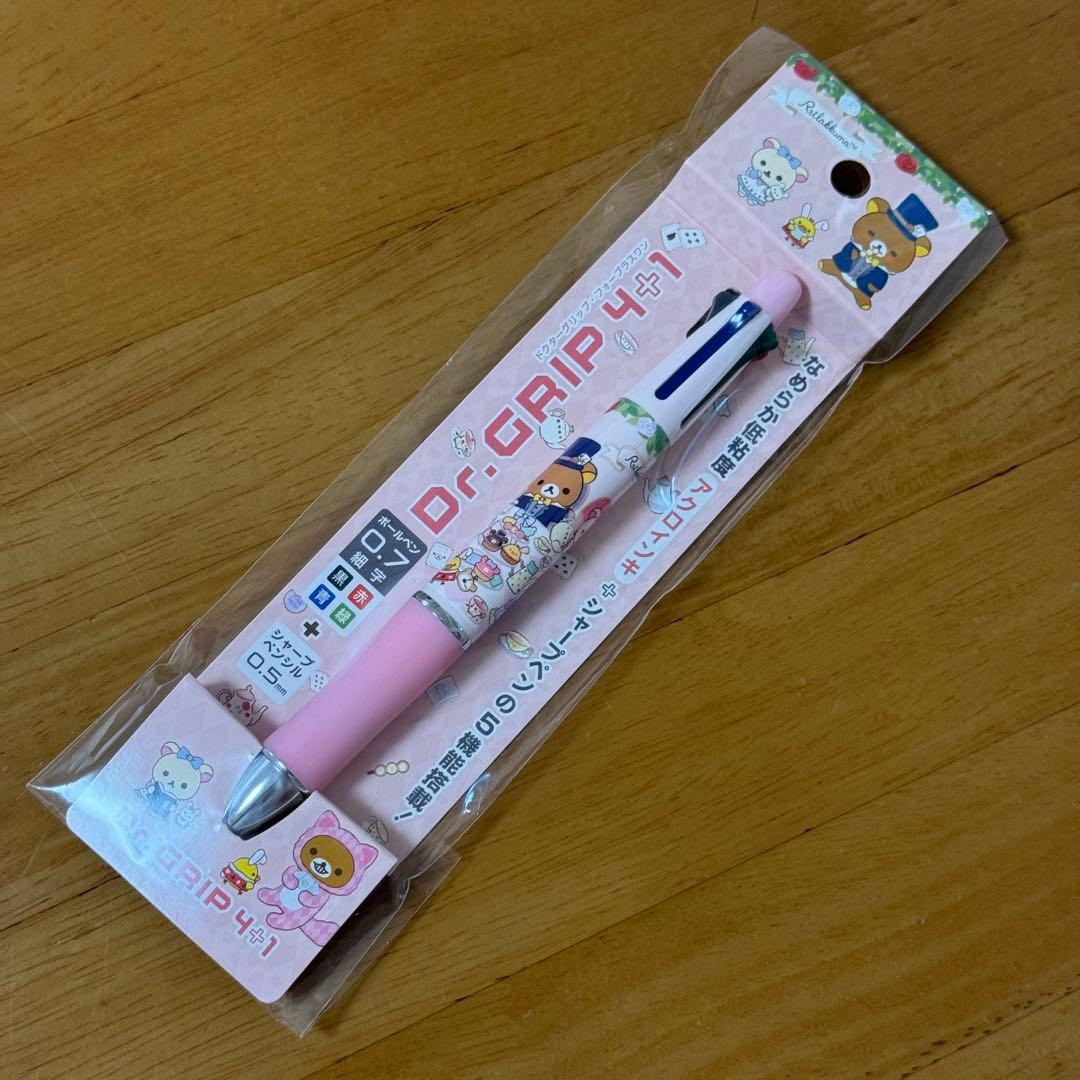 Rilakkuma™
ドクターグリップ・フォープラスワン
Dr.GRIP 4+1
なめらか低粘度 アクロインキ + シャープペンの5機能搭載!
ボールペン
0.7
細字
黒 赤
青 緑
+
シャープ
ペンシル
0.5mm
Dr.GRIP 4+1